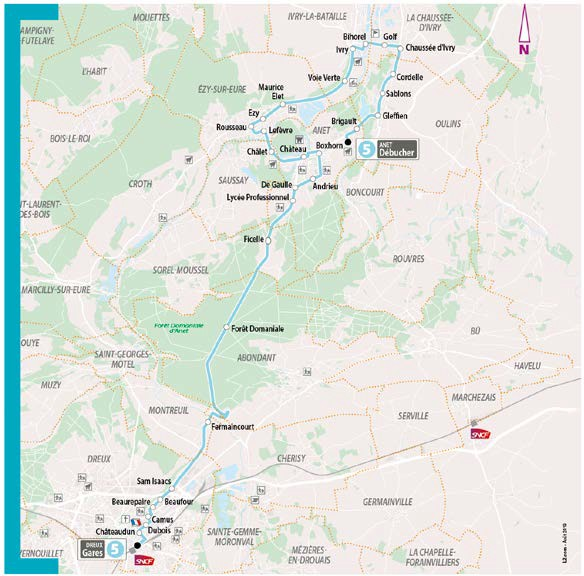 MOUETTES
IVRY-LA-BATAILLE
LA CHAUSSÉE-
D'IVRY
N
CAMPIGNY-
FUTELAYE
Bihorel
Golf
Ivry
Chaussée d'Ivry
L'HABIT
Voie Verte
Cordelle
ÉZY-SUR-EURE
Maurice
Elet
Sablons
Ezy
Gleffien
Brigault
OULINS
Rousseau
Lefèvre
ANET
BOIS-LE-ROI
Château
Boxhorn
5
ANET
Débucher
Châlet
CROTH
SAUSSAY
De Gaulle
Andrieu
BONCOURT
Lycée Professionnel
NT-LAURENT-
DES-BOIS
Ficelle
ROUVRES
SOREL-MOUSSEL
MARCILLY-SUR-EURE
Forêt Domaniale
d'Anet
Forêt Domaniale
BÛ
OUYE
SAINT-GEORGES-
MOTEL
ABONDANT
HAVELU
MUZY
MARCHEZAIS
MONTREUIL
SERVILLE
Fermaincourt
SNCF
CHERISY
DREUX
Sam Isaacs
Beaurepaire
Beaufour
GERMAINVILLE
Camus
Châteaudun
Dubois
SAINTE-GEMME-
MORONVAL
DREUX
Gares
5
VERNOUILLET
SNCF
MÉZIÈRES-
EN-DROUAIS
LA CHAPELLE-
FORAINVILLIERS